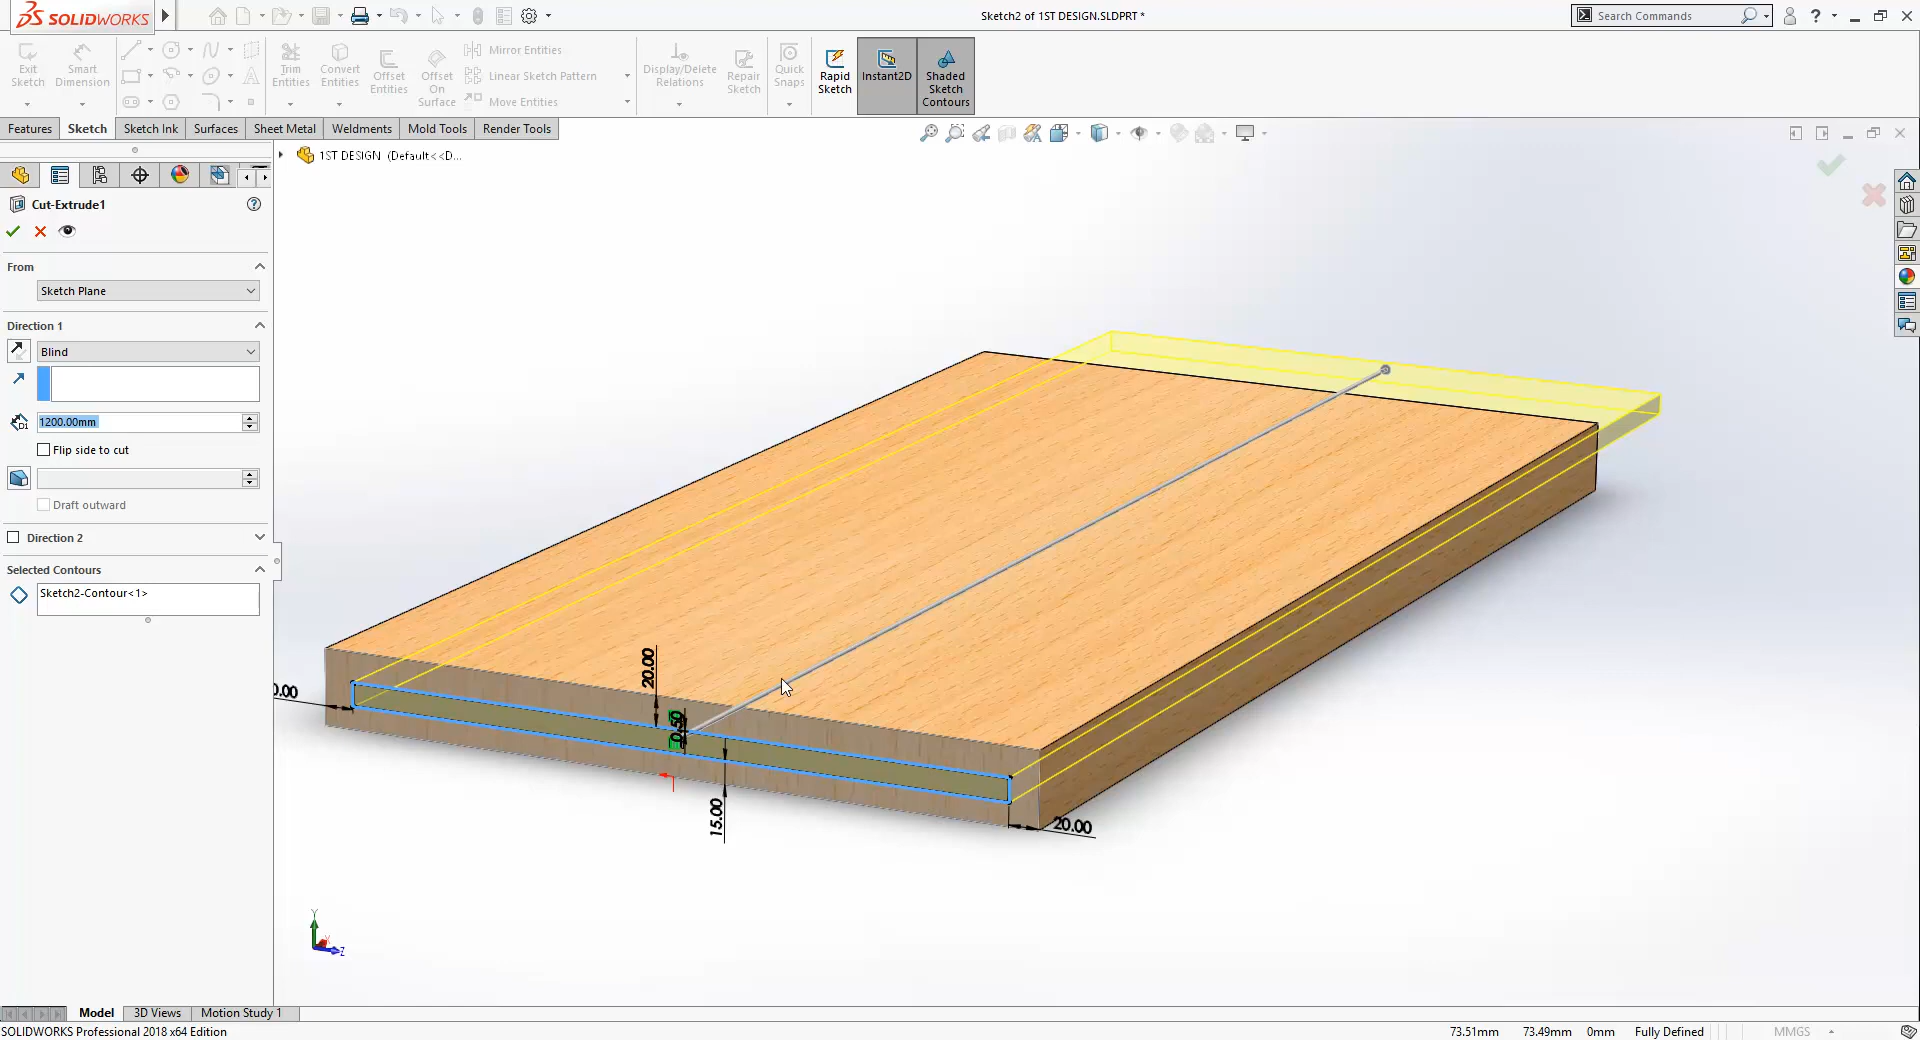 SOLIDWORKS
Sketch2 of 1ST DESIGN.SLDPRT *
Search Commands
Exit Sketch
Smart Dimension
Trim Entities
Convert Entities
Offset Entities
Offset On Surface
Mirror Entities
Linear Sketch Pattern
Move Entities
Display/Delete Relations
Repair Sketch
Quick Snaps
Rapid Sketch
Instant2D
Shaded Sketch Contours
Features
Sketch
Sketch Ink
Surfaces
Sheet Metal
Weldments
Mold Tools
Render Tools
1ST DESIGN (Default<<D...
Cut-Extrude1
From
Sketch Plane
Direction 1
Blind
D1
1200.00mm
Flip side to cut
Draft outward
Direction 2
Selected Contours
Sketch2-Contour<1>
0.00
20.00
0.50
15.00
20.00
Y
X
Z
Model
3D Views
Motion Study 1
SOLIDWORKS Professional 2018 x64 Edition
73.51mm
73.49mm
0mm
Fully Defined
MMGS